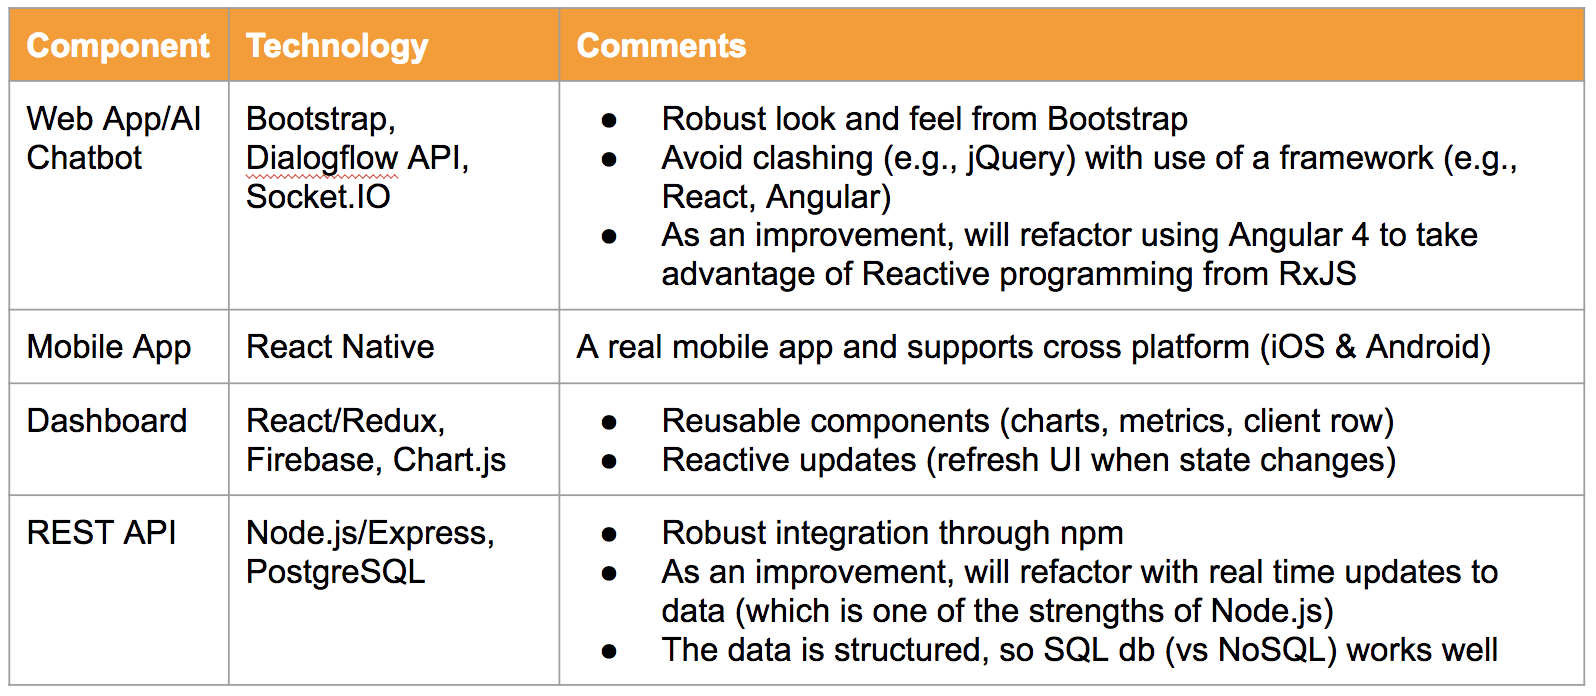 Component Technology Comments
Web App/AI
Chatbot
Bootstrap,
Dialogflow API,
Socket.IO
● Robust look and feel from Bootstrap
● Avoid clashing (e.g., jQuery) with use of a framework (e.g.,
React, Angular)
● As an improvement, will refactor using Angular 4 to take
advantage of Reactive programming from RxJS
Mobile App
React Native
A real mobile app and supports cross platform (iOS & Android)
Dashboard
React/Redux,
Firebase, Chart.js
● Reusable components (charts, metrics, client row)
● Reactive updates (refresh UI when state changes)
REST API
Node.js/Express,
PostgreSQL
● Robust integration through npm
● As an improvement, will refactor with real time updates to
data (which is one of the strengths of Node.js)
● The data is structured, so SQL db (vs NoSQL) works well